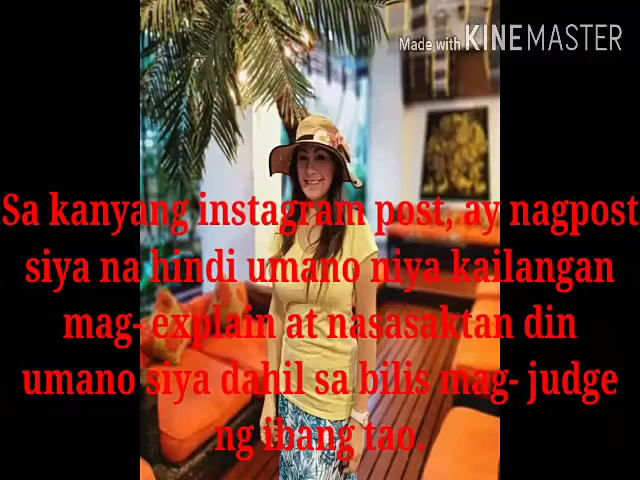 Made with KINEMASTER
Sa kanyang instagram post, ay nagpost
siya na hindi umano niya kailangan
mag- explain at nasasaktan din
umano siya dahil sa bilis mag- judge
ng ibang tao.